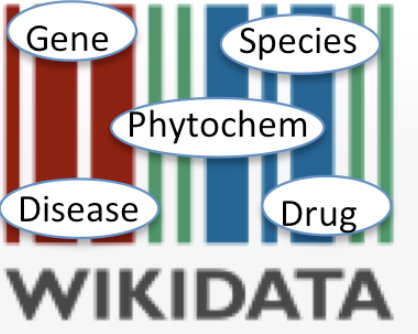 Gene
Species
Phytochem
Disease
Drug
WIKIDATA